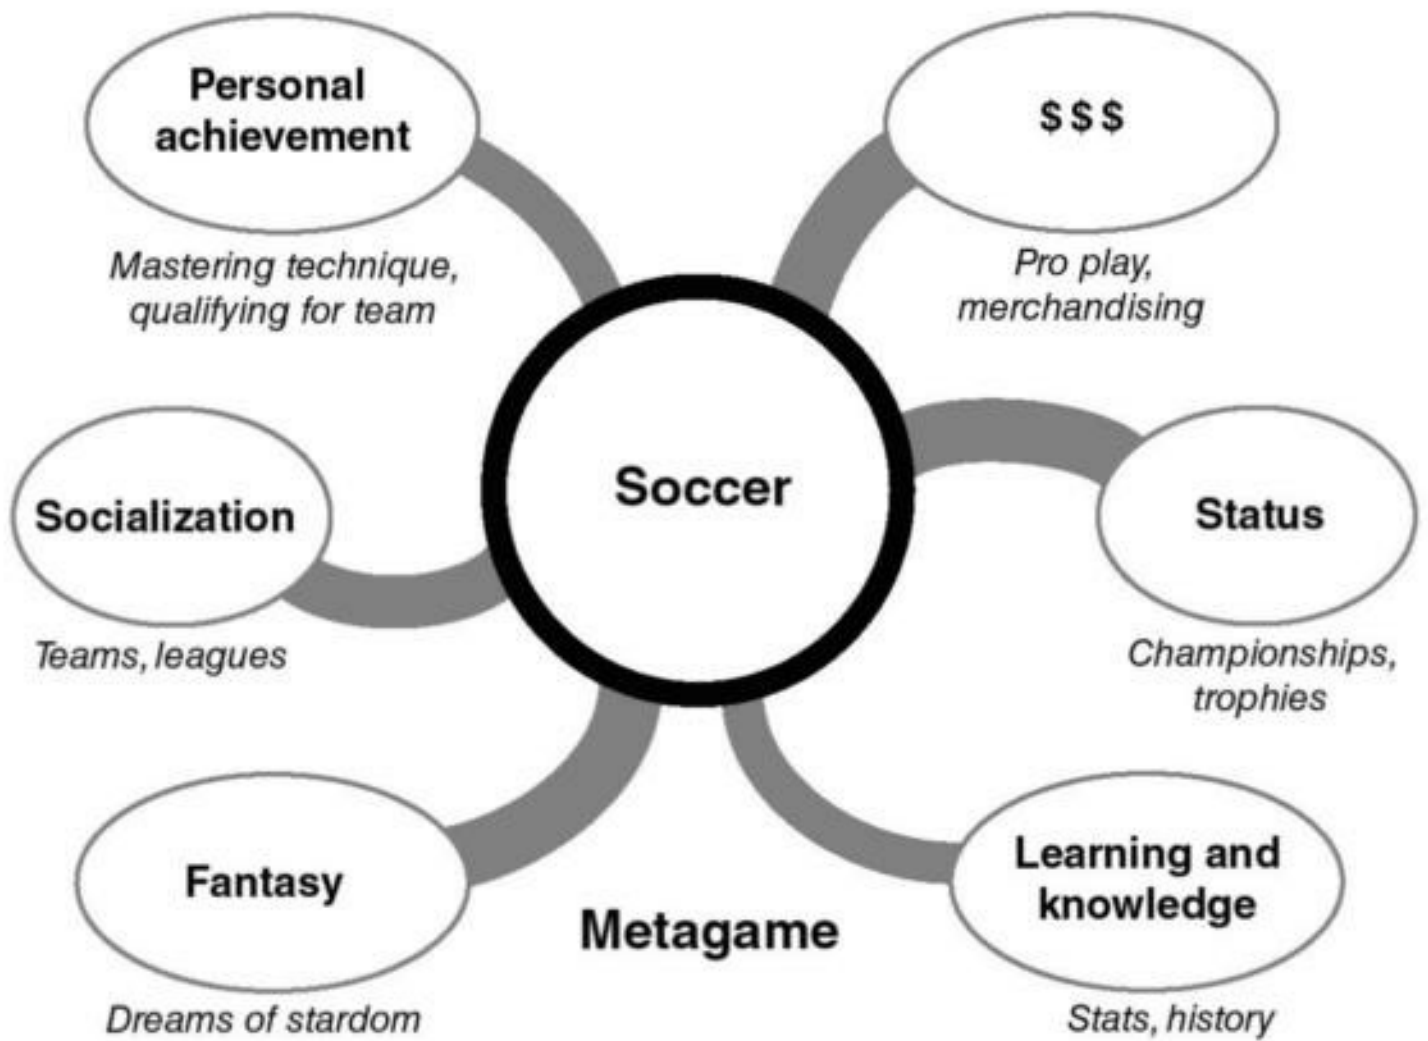 Personal
achievement
Mastering technique,
qualifying for team
$$$
Pro play,
merchandising
Soccer
Socialization
Teams, leagues
Status
Championships,
trophies
Fantasy
Dreams of stardom
Metagame
Learning and
knowledge
Stats, history